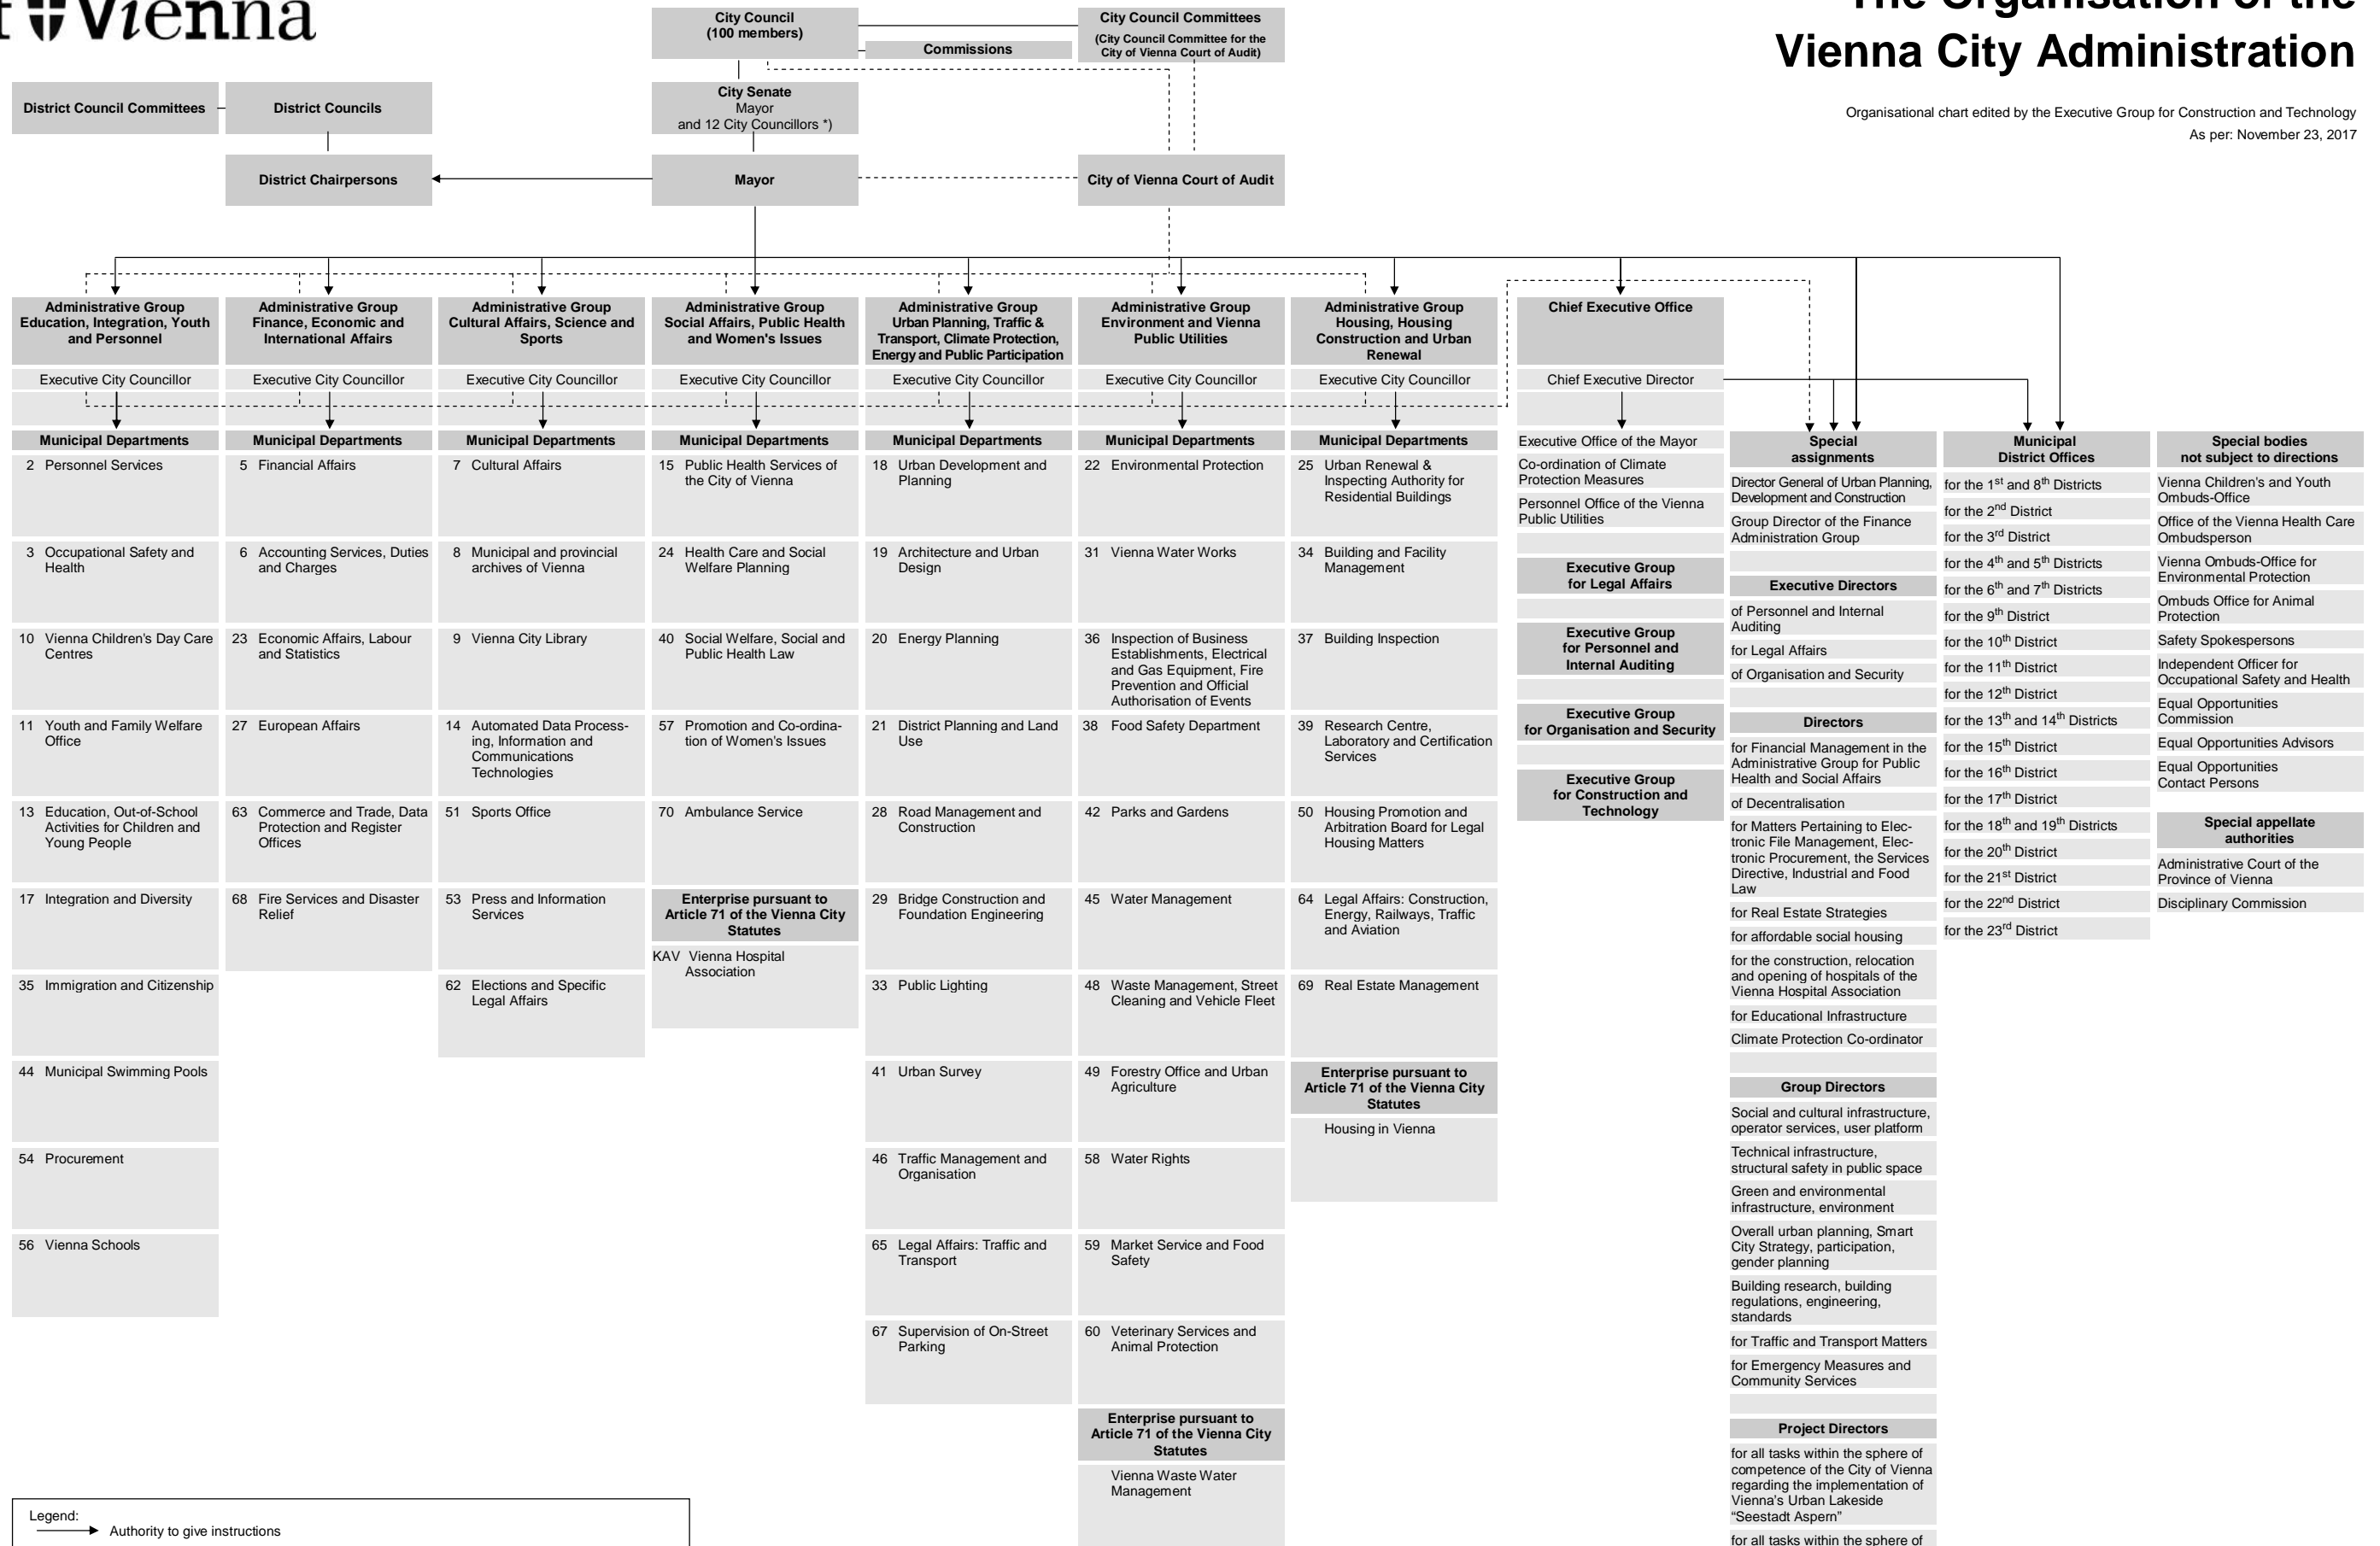 Vienna
The Organisation of the
Vienna City Administration
Organisational chart edited by the Executive Group for Construction and Technology
As per: November 23, 2017
City Council
(100 members)
Commissions
City Council Committees
(City Council Committee for the
City of Vienna Court of Audit)
District Council Committees
District Councils
City Senate
Mayor
and 12 City Councillors *)
District Chairpersons
Mayor
City of Vienna Court of Audit
Administrative Group
Education, Integration, Youth
and Personnel
Executive City Councillor
Municipal Departments
2 Personnel Services
3 Occupational Safety and
Health
10 Vienna Children's Day Care
Centres
11 Youth and Family Welfare
Office
13 Education, Out-of-School
Activities for Children and
Young People
17 Integration and Diversity
35 Immigration and Citizenship
44 Municipal Swimming Pools
54 Procurement
56 Vienna Schools
Administrative Group
Finance, Economic and
International Affairs
Executive City Councillor
Municipal Departments
5 Financial Affairs
6 Accounting Services, Duties
and Charges
23 Economic Affairs, Labour
and Statistics
27 European Affairs
63 Commerce and Trade, Data
Protection and Register
Offices
68 Fire Services and Disaster
Relief
Administrative Group
Cultural Affairs, Science and
Sports
Executive City Councillor
Municipal Departments
7 Cultural Affairs
8 Municipal and provincial
archives of Vienna
9 Vienna City Library
14 Automated Data Process-
ing, Information and
Communications
Technologies
51 Sports Office
53 Press and Information
Services
62 Elections and Specific
Legal Affairs
Administrative Group
Social Affairs, Public Health
and Women's Issues
Executive City Councillor
Municipal Departments
15 Public Health Services of
the City of Vienna
24 Health Care and Social
Welfare Planning
40 Social Welfare, Social and
Public Health Law
57 Promotion and Co-ordina-
tion of Women's Issues
70 Ambulance Service
Enterprise pursuant to
Article 71 of the Vienna City
Statutes
KAV Vienna Hospital
Association
Administrative Group
Urban Planning, Traffic &
Transport, Climate Protection,
Energy and Public Participation
Executive City Councillor
Municipal Departments
18 Urban Development and
Planning
19 Architecture and Urban
Design
20 Energy Planning
21 District Planning and Land
Use
28 Road Management and
Construction
29 Bridge Construction and
Foundation Engineering
33 Public Lighting
41 Urban Survey
46 Traffic Management and
Organisation
65 Legal Affairs: Traffic and
Transport
67 Supervision of On-Street
Parking
Administrative Group
Environment and Vienna
Public Utilities
Executive City Councillor
Municipal Departments
22 Environmental Protection
31 Vienna Water Works
36 Inspection of Business
Establishments, Electrical
and Gas Equipment, Fire
Prevention and Official
Authorisation of Events
38 Food Safety Department
42 Parks and Gardens
45 Water Management
48 Waste Management, Street
Cleaning and Vehicle Fleet
49 Forestry Office and Urban
Agriculture
58 Water Rights
59 Market Service and Food
Safety
60 Veterinary Services and
Animal Protection
Enterprise pursuant to
Article 71 of the Vienna City
Statutes
Vienna Waste Water
Management
Administrative Group
Housing, Housing
Construction and Urban
Renewal
Executive City Councillor
Municipal Departments
25 Urban Renewal &
Inspecting Authority for
Residential Buildings
34 Building and Facility
Management
37 Building Inspection
39 Research Centre,
Laboratory and Certification
Services
50 Housing Promotion and
Arbitration Board for Legal
Housing Matters
64 Legal Affairs: Construction,
Energy, Railways, Traffic
and Aviation
69 Real Estate Management
Enterprise pursuant to
Article 71 of the Vienna City
Statutes
Housing in Vienna
Chief Executive Office
Chief Executive Director
Executive Office of the Mayor
Co-ordination of Climate
Protection Measures
Personnel Office of the Vienna
Public Utilities
Executive Group
for Legal Affairs
Executive Group
for Personnel and
Internal Auditing
Executive Group
for Organisation and Security
Executive Group
for Construction and
Technology
Special
assignments
Director General of Urban Planning,
Development and Construction
Group Director of the Finance
Administration Group
Executive Directors
of Personnel and Internal
Auditing
for Legal Affairs
of Organisation and Security
Directors
for Financial Management in the
Administrative Group for Public
Health and Social Affairs
of Decentralisation
for Matters Pertaining to Elec-
tronic File Management, Elec-
tronic Procurement, the Services
Directive, Industrial and Food
Law
for Real Estate Strategies
for affordable social housing
for the construction, relocation
and opening of hospitals of the
Vienna Hospital Association
for Educational Infrastructure
Climate Protection Co-ordinator
Group Directors
Social and cultural infrastructure,
operator services, user platform
Technical infrastructure,
structural safety in public space
Green and environmental
infrastructure, environment
Overall urban planning, Smart
City Strategy, participation,
gender planning
Building research, building
regulations, engineering,
standards
for Traffic and Transport Matters
for Emergency Measures and
Community Services
Project Directors
for all tasks within the sphere of
competence of the City of Vienna
regarding the implementation of
Vienna's Urban Lakeside
“Seestadt Aspern”
for all tasks within the sphere of
Municipal
District Offices
for the 1st and 8th Districts
for the 2nd District
for the 3rd District
for the 4th and 5th Districts
for the 6th and 7th Districts
for the 9th District
for the 10th District
for the 11th District
for the 12th District
for the 13th and 14th Districts
for the 15th District
for the 16th District
for the 17th District
for the 18th and 19th Districts
for the 20th District
for the 21st District
for the 22nd District
for the 23rd District
Special bodies
not subject to directions
Vienna Children's and Youth
Ombuds-Office
Office of the Vienna Health Care
Ombudsperson
Vienna Ombuds-Office for
Environmental Protection
Ombuds Office for Animal
Protection
Safety Spokespersons
Independent Officer for
Occupational Safety and Health
Equal Opportunities
Commission
Equal Opportunities Advisors
Equal Opportunities
Contact Persons
Special appellate
authorities
Administrative Court of the
Province of Vienna
Disciplinary Commission
Legend:
Authority to give instructions